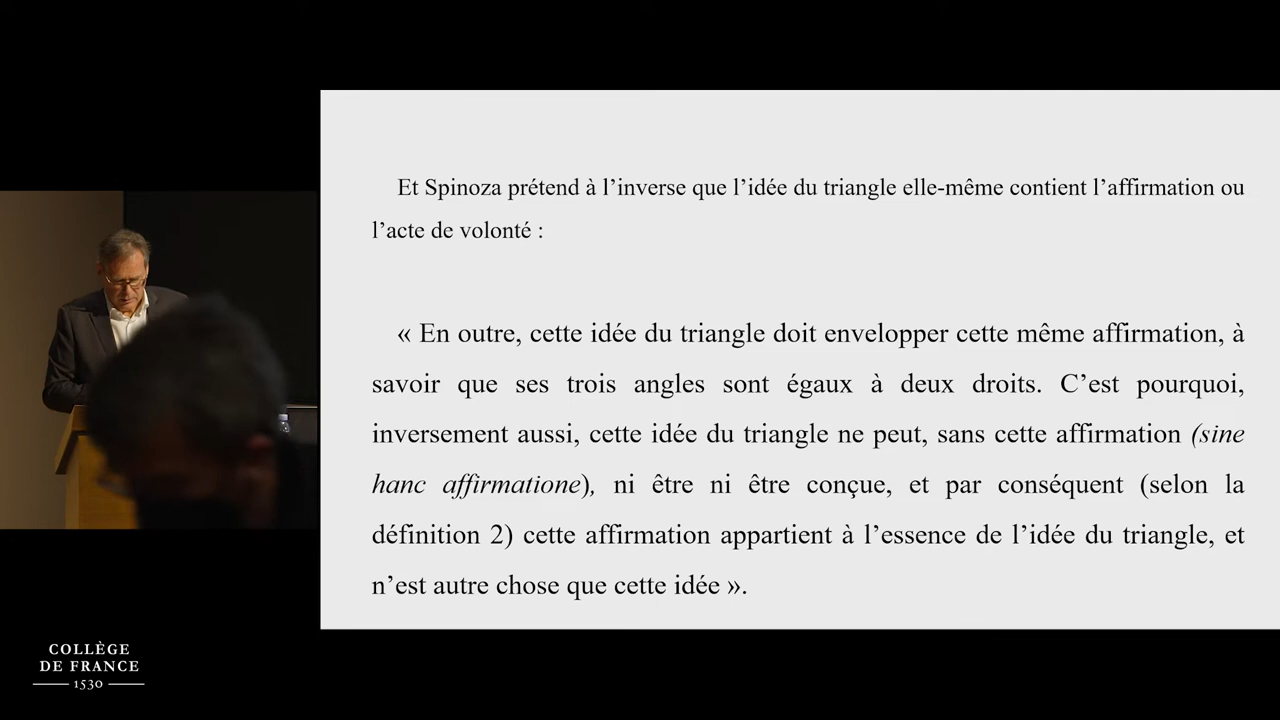 Et Spinoza prétend à l’inverse que l’idée du triangle elle-même contient l’affirmation ou
l’acte de volonté :
« En outre, cette idée du triangle doit envelopper cette même affirmation, à
savoir que ses trois angles sont égaux à deux droits. C’est pourquoi,
inversement aussi, cette idée du triangle ne peut, sans cette affirmation (sine
hanc affirmatione), ni être ni être conçue, et par conséquent (selon la
définition 2) cette affirmation appartient à l’essence de l’idée du triangle, et
n’est autre chose que cette idée ».
COLLÈGE
DE FRANCE
1530